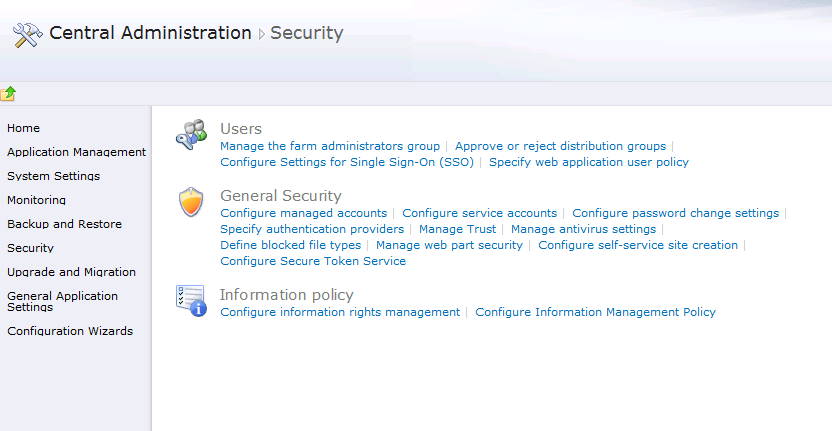 Central Administration ▷ Security
Home
Application Management
System Settings
Monitoring
Backup and Restore
Security
Upgrade and Migration
General Application
Settings
Configuration Wizards
Users
Manage the farm administrators group | Approve or reject distribution groups |
Configure Settings for Single Sign-On (SSO) | Specify web application user policy
General Security
Configure managed accounts | Configure service accounts | Configure password change settings |
Specify authentication providers | Manage Trust | Manage antivirus settings |
Define blocked file types | Manage web part security | Configure self-service site creation |
Configure Secure Token Service
Information policy
Configure information rights management | Configure Information Management Policy